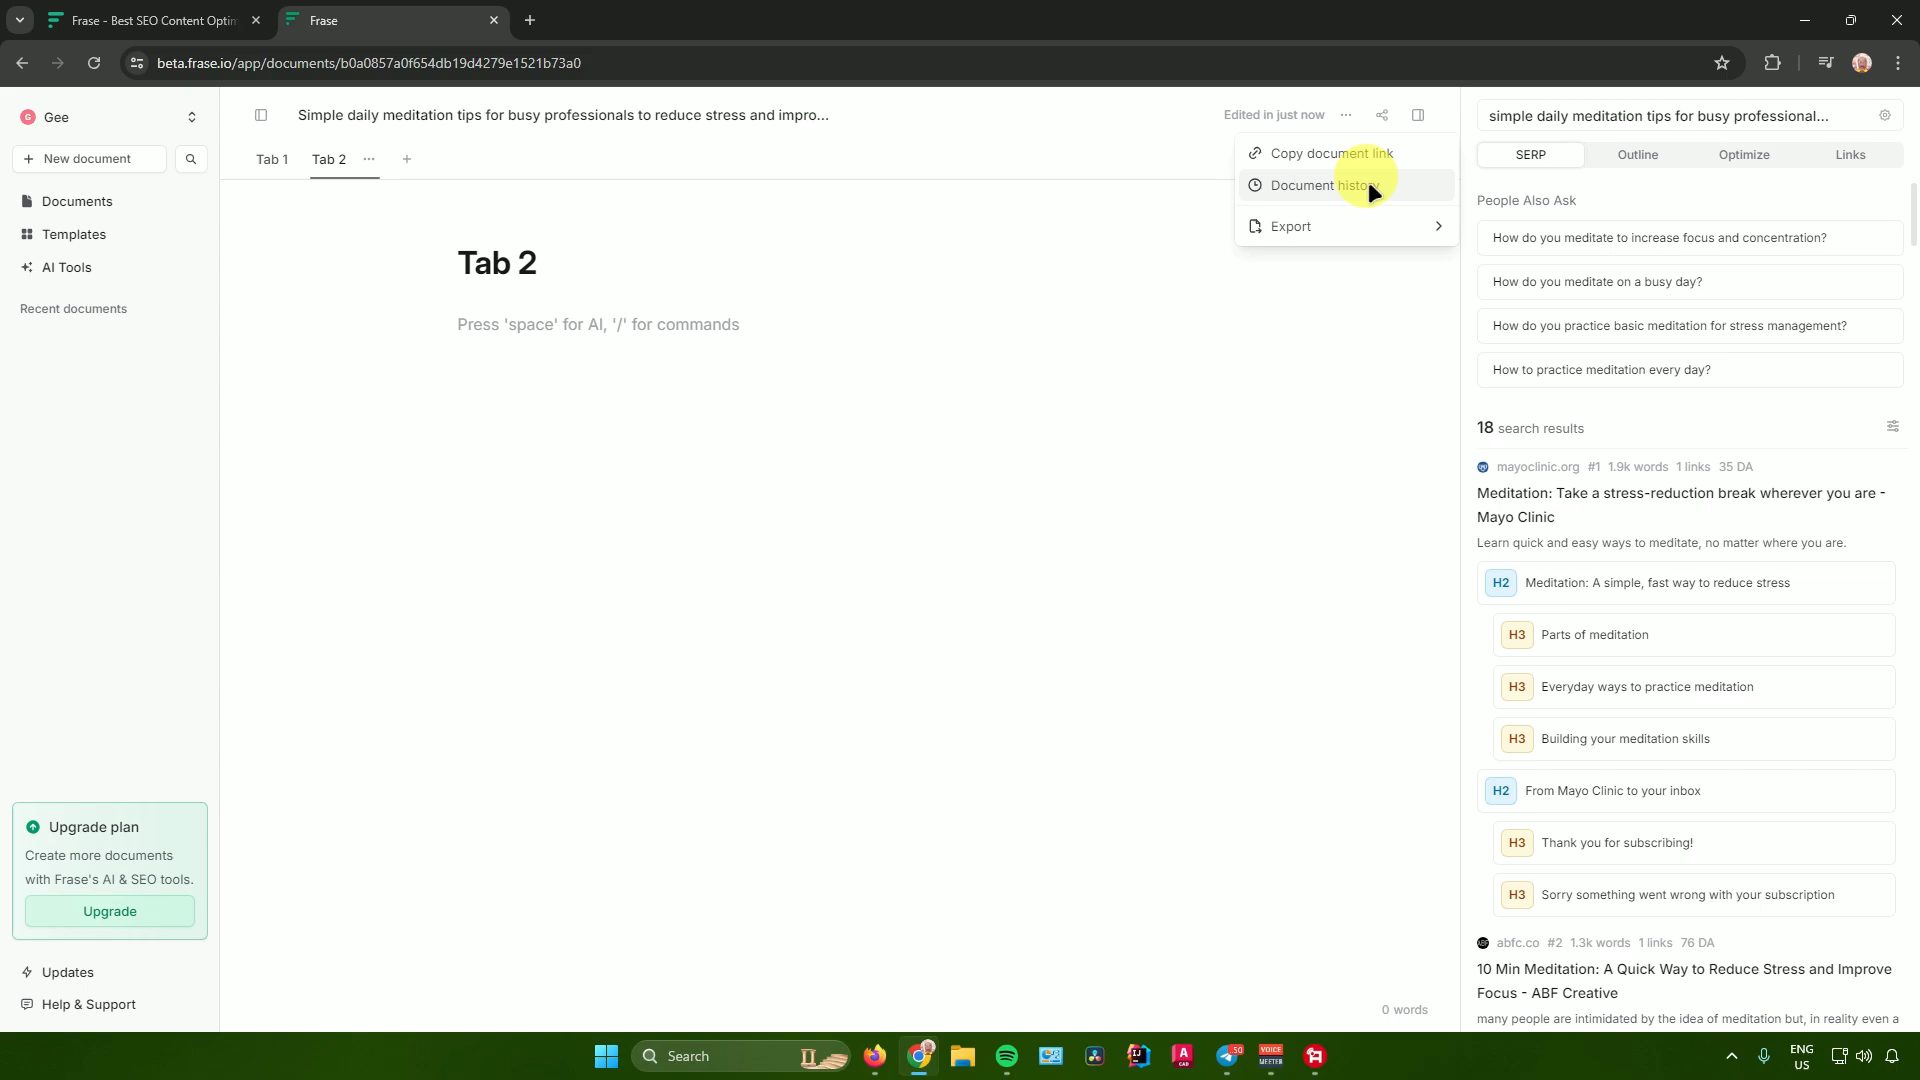 Frase - Best SEO Content Optim
Frase
beta.frase.io/app/documents/b0a0857a0f654db19d4279e1521b73a0
G Gee
New document
Documents
Templates
AI Tools
Recent documents
Upgrade plan
Create more documents
with Frase's AI & SEO tools.
Upgrade
Updates
Help & Support
Simple daily meditation tips for busy professionals to reduce stress and impro...
Edited in just now
Tab 1
Tab 2
Copy document link
Document history
Export
Tab 2
Press 'space' for AI, '/' for commands
0 words
simple daily meditation tips for busy professional...
SERP
Outline
Optimize
Links
People Also Ask
How do you meditate to increase focus and concentration?
How do you meditate on a busy day?
How do you practice basic meditation for stress management?
How to practice meditation every day?
18 search results
mayoclinic.org #1 1.9k words 1 links 35 DA
Meditation: Take a stress-reduction break wherever you are -
Mayo Clinic
Learn quick and easy ways to meditate, no matter where you are.
H2 Meditation: A simple, fast way to reduce stress
H3 Parts of meditation
H3 Everyday ways to practice meditation
H3 Building your meditation skills
H2 From Mayo Clinic to your inbox
H3 Thank you for subscribing!
H3 Sorry something went wrong with your subscription
abfc.co #2 1.3k words 1 links 76 DA
10 Min Meditation: A Quick Way to Reduce Stress and Improve
Focus - ABF Creative
many people are intimidated by the idea of meditation but, in reality even a
Search
ENG
US